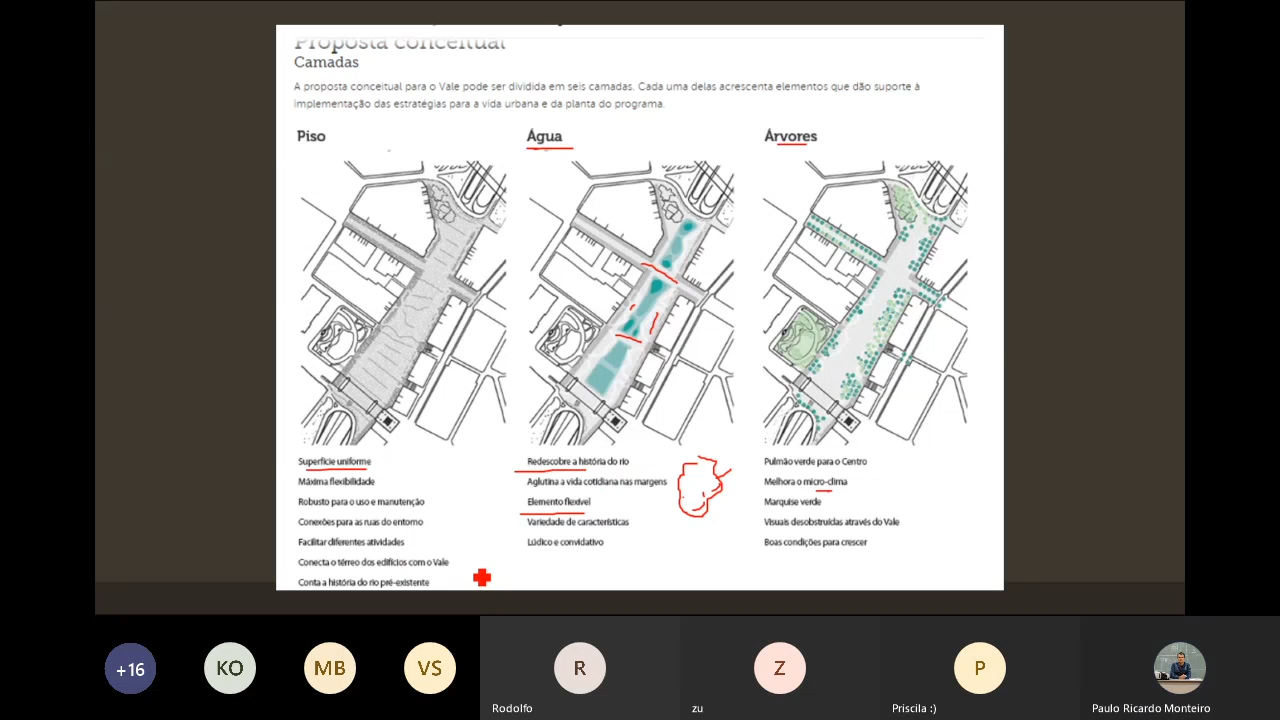 Proposta conceitual
Camadas
A proposta conceitual para o Vale pode ser dividida em seis camadas. Cada uma delas acrescenta elementos que dão suporte à
implementação das estratégias para a vida urbana e da planta do programa.
Piso
Superfície uniforme
Máxima flexibilidade
Robusto para o uso e manutenção
Conexões para as ruas do entorno
Facilitar diferentes atividades
Conecta o térreo dos edifícios com o Vale
Conta a história do rio pré-existente
Água
Redescobre a história do rio
Aglutina a vida cotidiana nas margens
Elemento flexível
Variedade de características
Lúdico e convidativo
Árvores
Pulmão verde para o Centro
Melhora o micro-clima
Marquise verde
Visuais desobstruídas através do Vale
Boas condições para crescer
+16
KO
MB
VS
R
Rodolfo
Z
zu
P
Priscila :)
Paulo Ricardo Monteiro